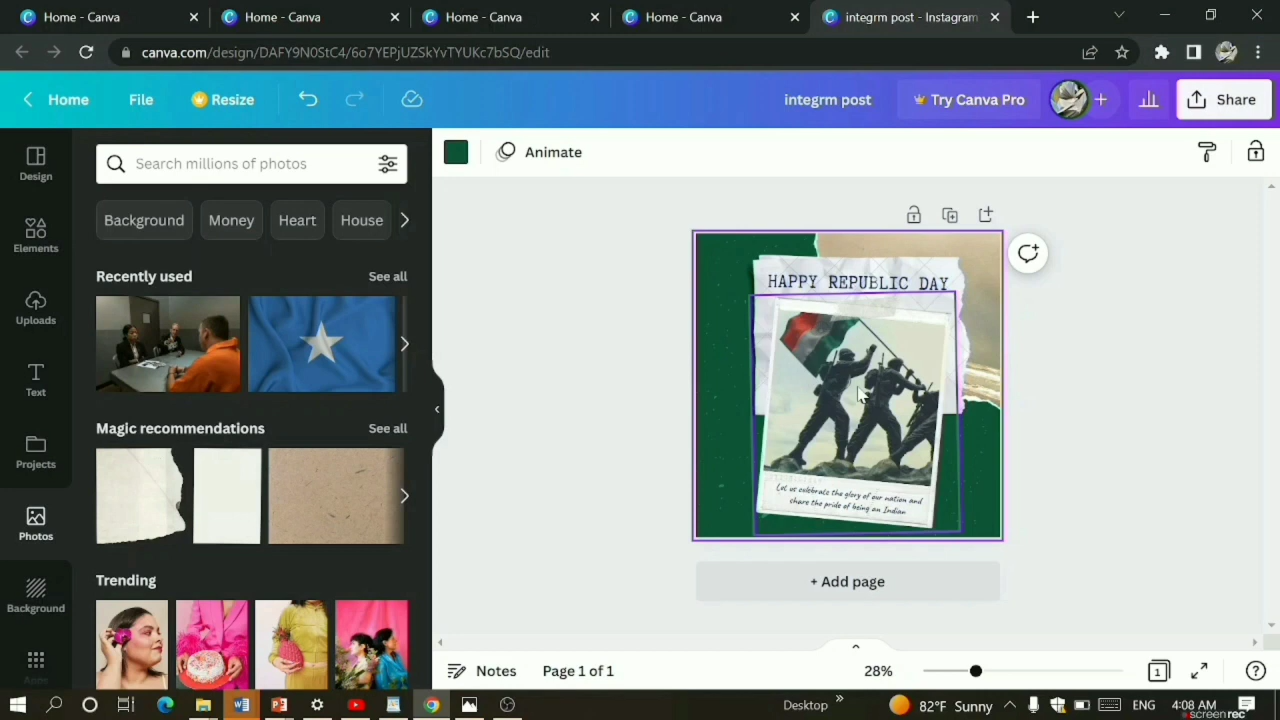 Home - Canva
Home - Canva
Home - Canva
Home - Canva
integrm post - Instagram
canva.com/design/DAFY9N0StC4/6o7YEPjUZSkYvTYUKc7bSQ/edit
Home
File
Resize
integrm post
Try Canva Pro
Share
Design
Search millions of photos
Animate
Background
Money
Heart
House
Elements
Recently used
See all
HAPPY REPUBLIC DAY
Uploads
Text
Magic recommendations
See all
Projects
Let us celebrate the glory of our nation and
share the pride of being an Indian
Photos
Trending
+ Add page
Background
Apps
Notes
Page 1 of 1
28%
1
Desktop
82°F Sunny
ENG
4:08 AM
screenrec